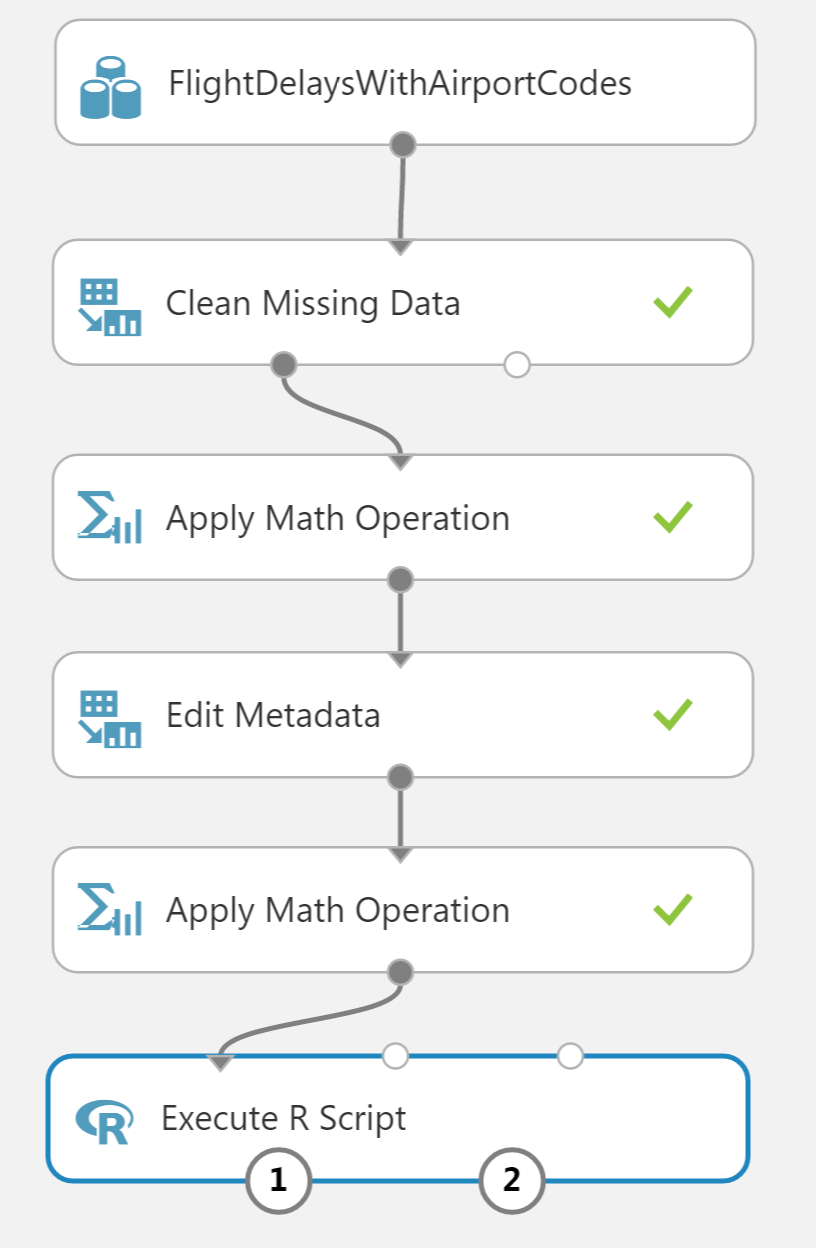 FlightDelaysWithAirportCodes
Clean Missing Data
Apply Math Operation
Edit Metadata
Apply Math Operation
R Execute R Script
1 2